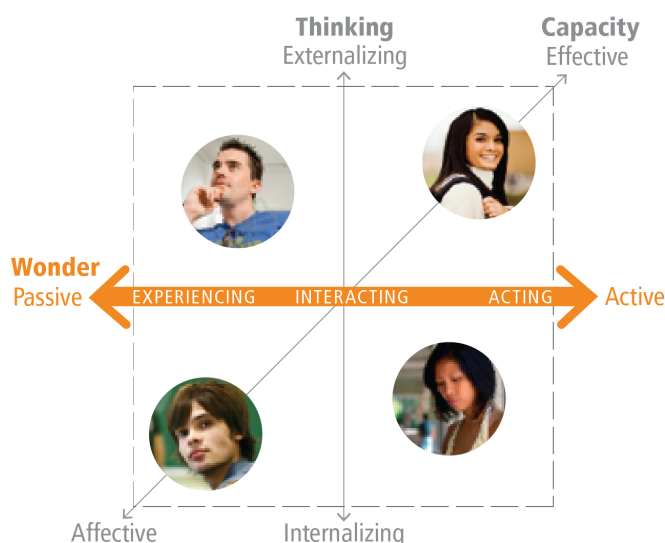 Thinking
Externalizing
Capacity
Effective
Wonder
Passive
EXPERIENCING INTERACTING ACTING
Active
Affective
Internalizing